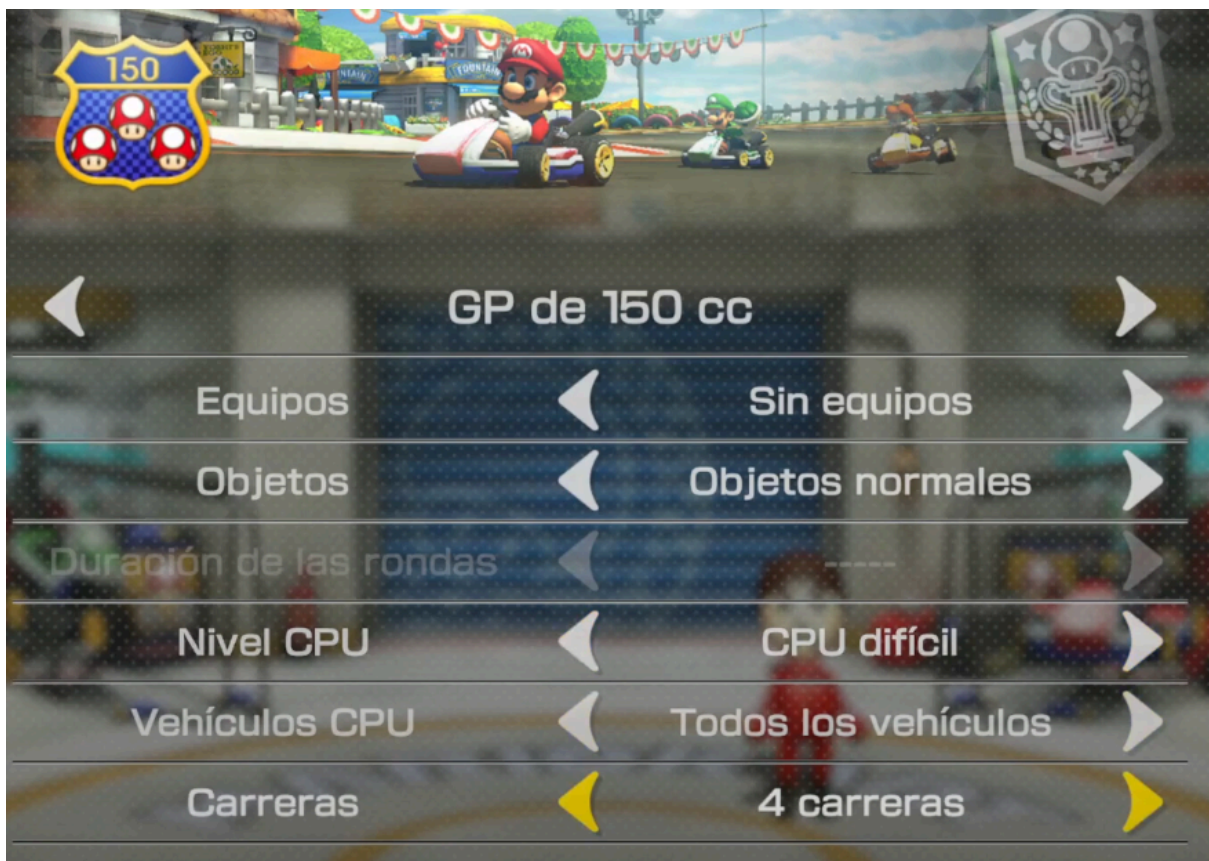 150
GP de 150 cc
Equipos
Sin equipos
Objetos
Objetos normales
Duración de las rondas
-----
Nivel CPU
CPU difícil
Vehículos CPU
Todos los vehículos
Carreras
4 carreras